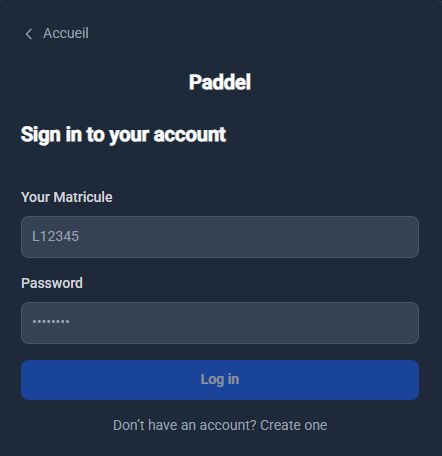 Accueil
Paddel
Sign in to your account
Your Matricule
L12345
Password
••••••••
Log in
Don’t have an account? Create one